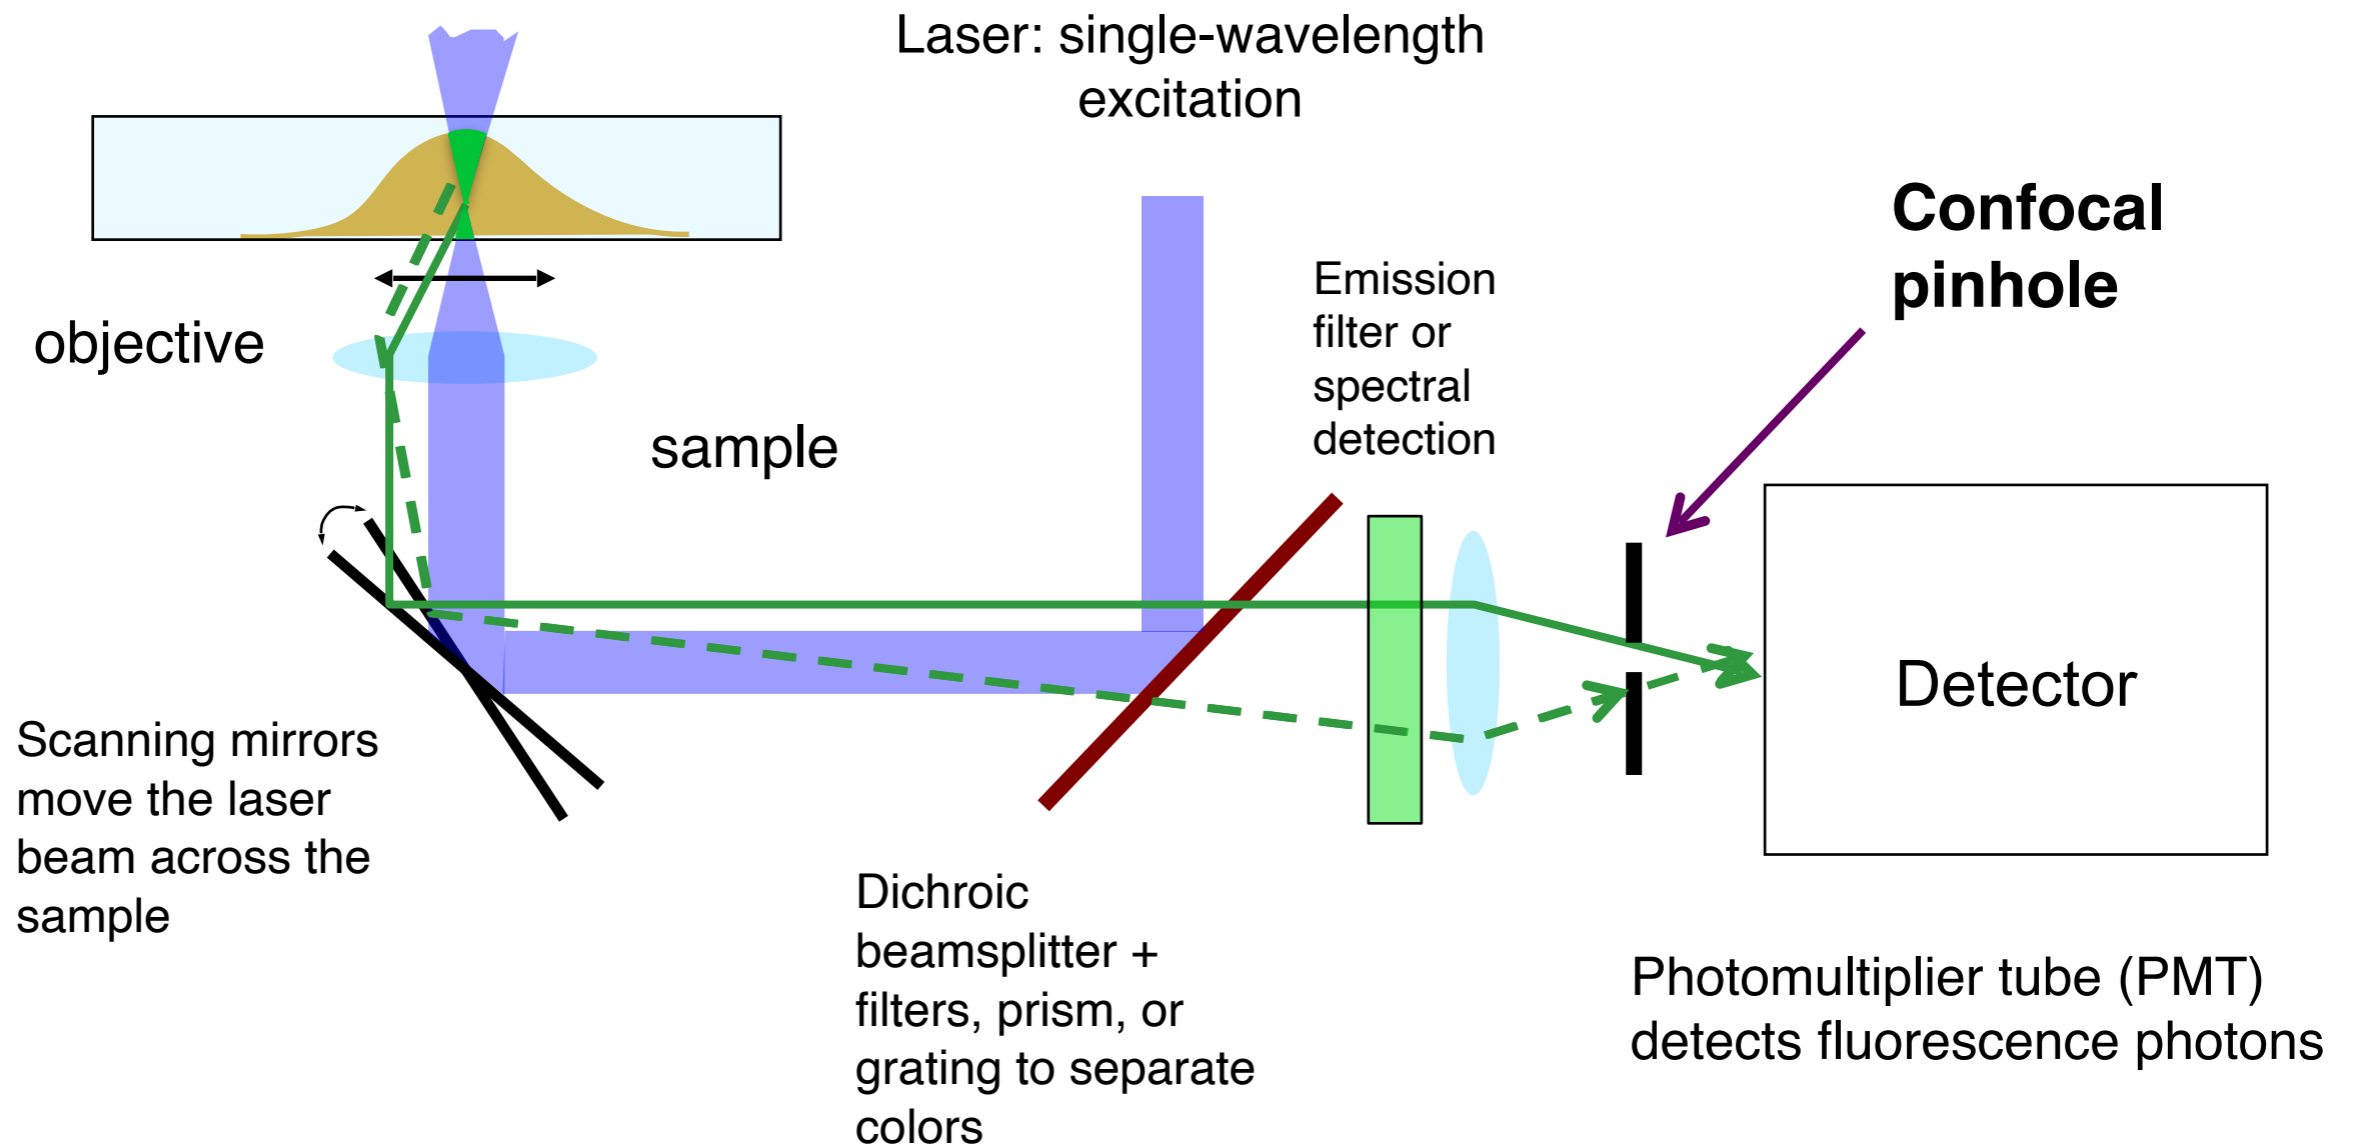 Laser: single-wavelength
excitation
Confocal
pinhole
Emission
filter or
spectral
detection
objective
sample
Detector
Scanning mirrors
move the laser
beam across the
sample
Dichroic
beamsplitter +
filters, prism, or
grating to separate
colors
Photomultiplier tube (PMT)
detects fluorescence photons